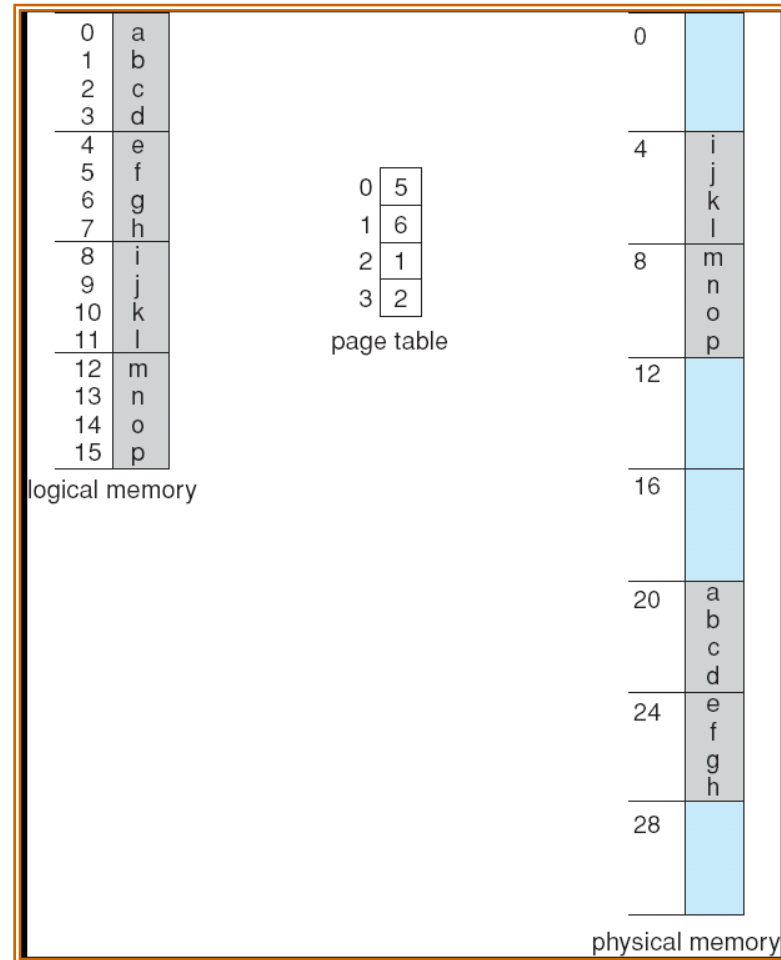 0 a
1 b
2 c
3 d
4 e
5 f
6 g
7 h
8 i
9 j
10 k
11 l
12 m
13 n
14 o
15 p
logical memory
0 5
1 6
2 1
3 2
page table
0
4 i
j
k
l
8 m
n
o
p
12
16
20 a
b
c
d
24 e
f
g
h
28
physical memory